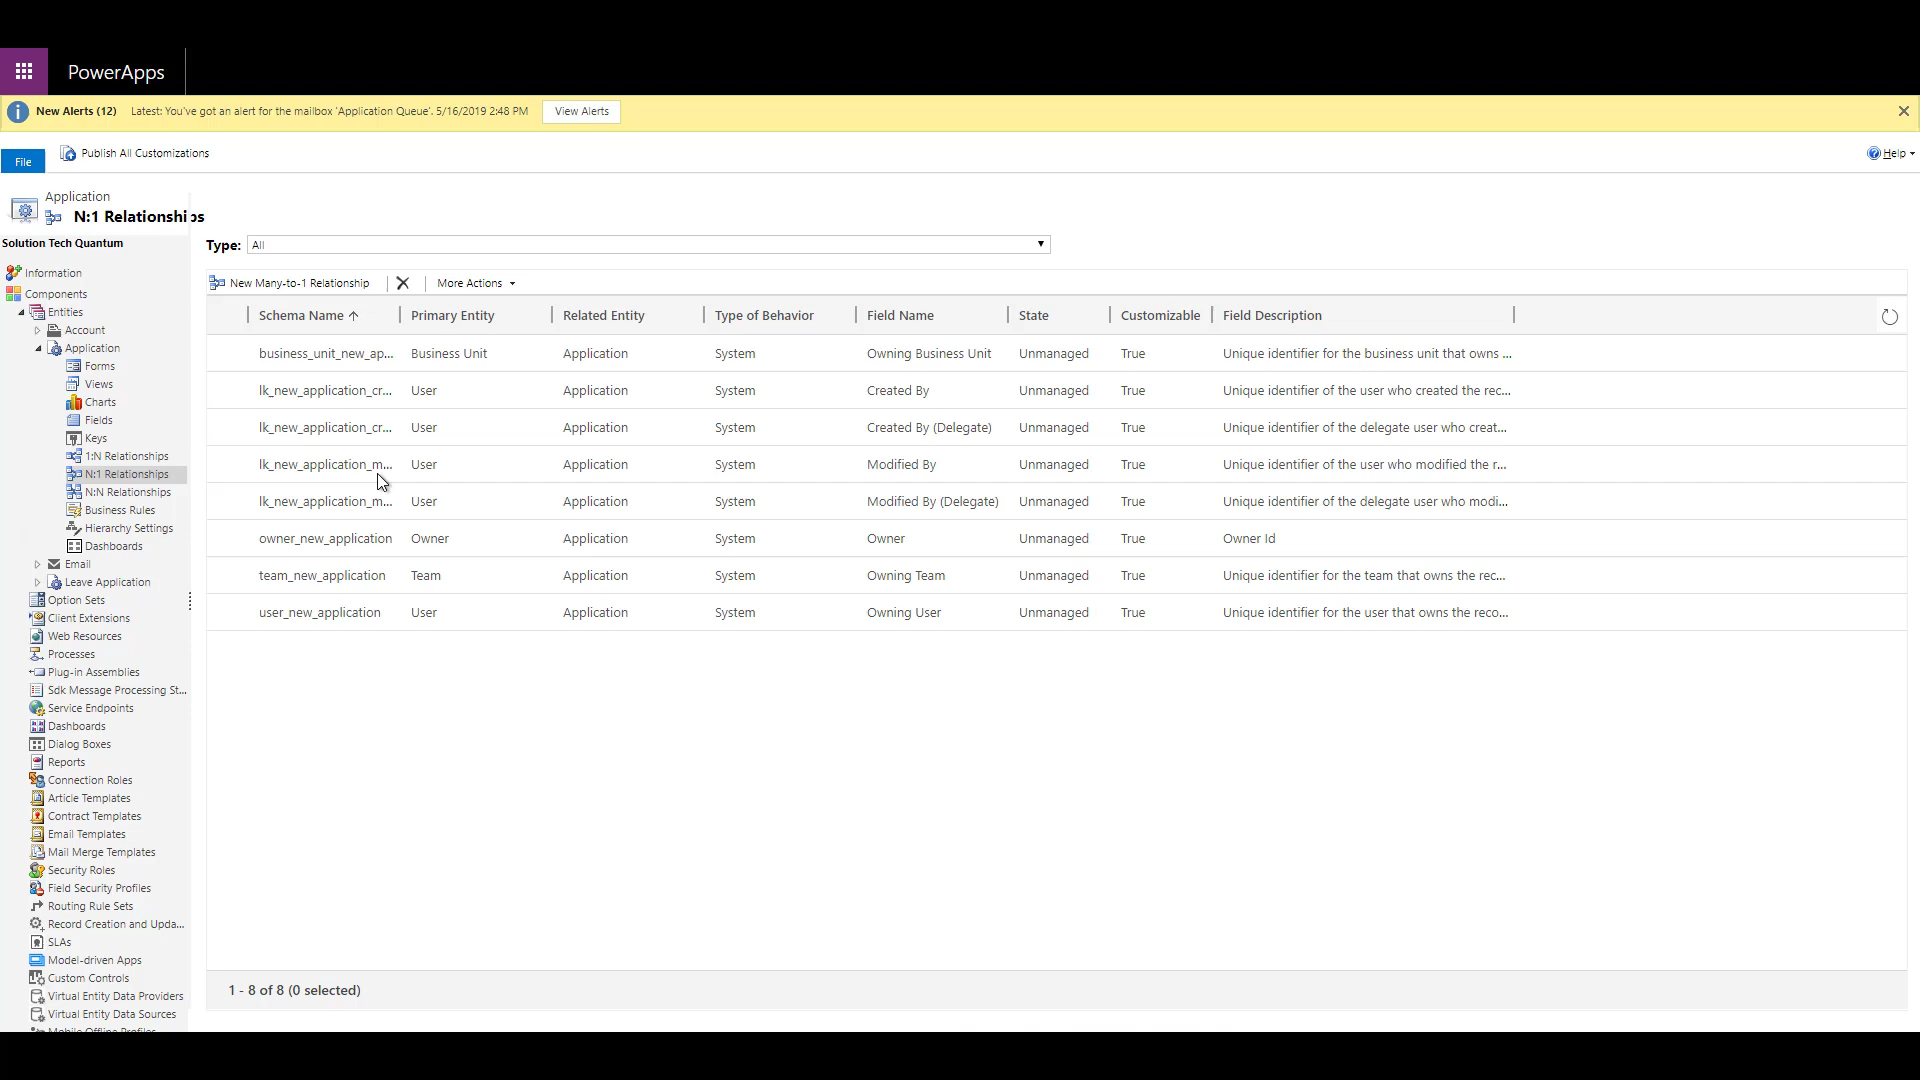 PowerApps
New Alerts (12) Latest: You've got an alert for the mailbox 'Application Queue'. 5/16/2019 2:48 PM View Alerts
File Publish All Customizations Help
Application
N:1 Relationships
Solution Tech Quantum
Type: All
Information
Components
Entities
Account
Application
Forms
Views
Charts
Fields
Keys
1:N Relationships
N:1 Relationships
N:N Relationships
Business Rules
Hierarchy Settings
Dashboards
Email
Leave Application
Option Sets
Client Extensions
Web Resources
Processes
Plug-in Assemblies
Sdk Message Processing St...
Service Endpoints
Dashboards
Dialog Boxes
Reports
Connection Roles
Article Templates
Contract Templates
Email Templates
Mail Merge Templates
Security Roles
Field Security Profiles
Routing Rule Sets
Record Creation and Upda...
SLAs
Model-driven Apps
Custom Controls
Virtual Entity Data Providers
Virtual Entity Data Sources
Mobile Offline Profiles
New Many-to-1 Relationship More Actions
Schema Name Primary Entity Related Entity Type of Behavior Field Name State Customizable Field Description
business_unit_new_ap... Business Unit Application System Owning Business Unit Unmanaged True Unique identifier for the business unit that owns ...
lk_new_application_cr... User Application System Created By Unmanaged True Unique identifier of the user who created the rec...
lk_new_application_cr... User Application System Created By (Delegate) Unmanaged True Unique identifier of the delegate user who creat...
lk_new_application_m... User Application System Modified By Unmanaged True Unique identifier of the user who modified the r...
lk_new_application_m... User Application System Modified By (Delegate) Unmanaged True Unique identifier of the delegate user who modi...
owner_new_application Owner Application System Owner Unmanaged True Owner Id
team_new_application Team Application System Owning Team Unmanaged True Unique identifier for the team that owns the rec...
user_new_application User Application System Owning User Unmanaged True Unique identifier for the user that owns the reco...
1 - 8 of 8 (0 selected)